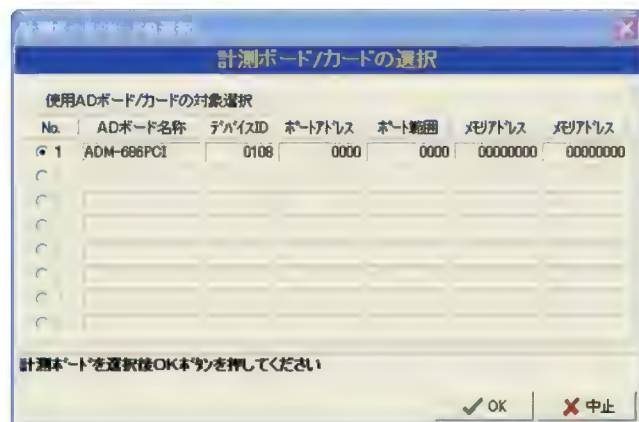 計測ボード/カードの選択
使用ADボード/カードの対象選択
No. ADボード名称 ﾃﾞﾊﾞｲｽID ﾎﾟｰﾄｱﾄﾞﾚｽ ﾎﾟｰﾄ範囲 ﾒﾓﾘｱﾄﾞﾚｽ ﾒﾓﾘｱﾄﾞﾚｽ
1 ADM-686PCI 0108 0000 0000 00000000 00000000
計測ﾎﾞｰﾄﾞを選択後OKﾎﾞﾀﾝを押してください
OK 中止